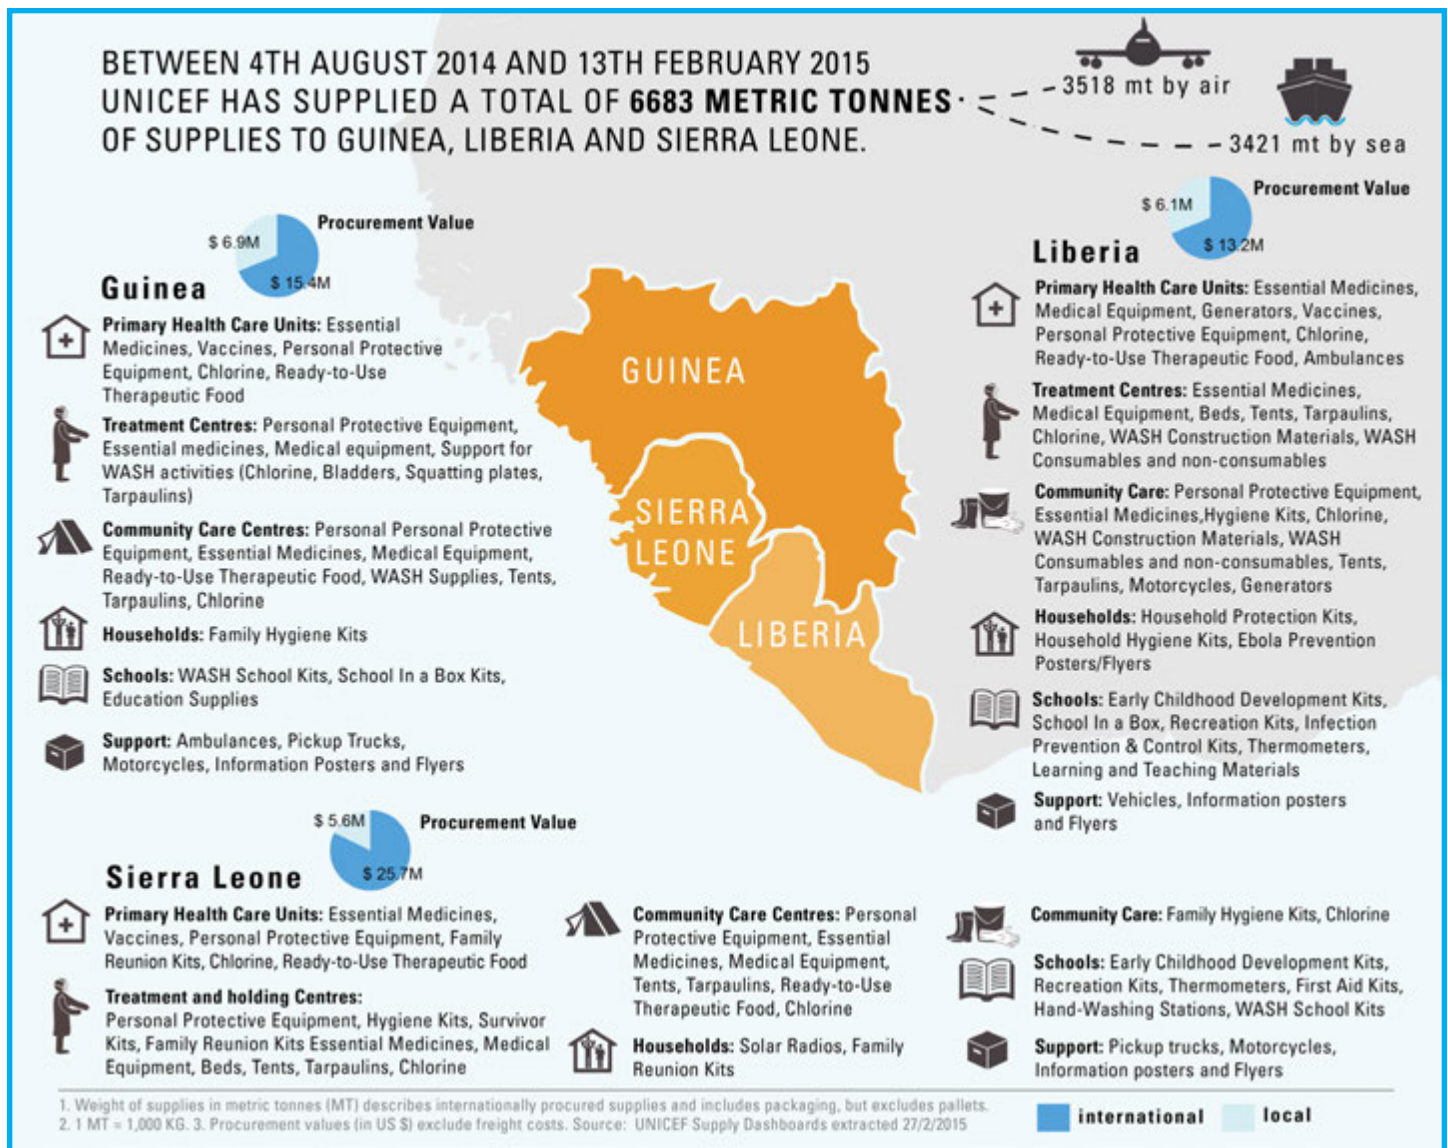 BETWEEN 4TH AUGUST 2014 AND 13TH FEBRUARY 2015
UNICEF HAS SUPPLIED A TOTAL OF 6683 METRIC TONNES
OF SUPPLIES TO GUINEA, LIBERIA AND SIERRA LEONE.
3518 mt by air
3421 mt by sea
Procurement Value
$ 6.9M
$ 15.4M
Guinea
Primary Health Care Units: Essential
Medicines, Vaccines, Personal Protective
Equipment, Chlorine, Ready-to-Use
Therapeutic Food
Treatment Centres: Personal Protective Equipment,
Essential medicines, Medical equipment, Support for
WASH activities (Chlorine, Bladders, Squatting plates,
Tarpaulins)
Community Care Centres: Personal Personal Protective
Equipment, Essential Medicines, Medical Equipment,
Ready-to-Use Therapeutic Food, WASH Supplies, Tents,
Tarpaulins, Chlorine
Households: Family Hygiene Kits
Schools: WASH School Kits, School In a Box Kits,
Education Supplies
Support: Ambulances, Pickup Trucks,
Motorcycles, Information Posters and Flyers
GUINEA
SIERRA
LEONE
LIBERIA
Procurement Value
$ 6.1M
$ 13.2M
Liberia
Primary Health Care Units: Essential Medicines,
Medical Equipment, Generators, Vaccines,
Personal Protective Equipment, Chlorine,
Ready-to-Use Therapeutic Food, Ambulances
Treatment Centres: Essential Medicines,
Medical Equipment, Beds, Tents, Tarpaulins,
Chlorine, WASH Construction Materials, WASH
Consumables and non-consumables
Community Care: Personal Protective Equipment,
Essential Medicines,Hygiene Kits, Chlorine,
WASH Construction Materials, WASH
Consumables and non-consumables, Tents,
Tarpaulins, Motorcycles, Generators
Households: Household Protection Kits,
Household Hygiene Kits, Ebola Prevention
Posters/Flyers
Schools: Early Childhood Development Kits,
School In a Box, Recreation Kits, Infection
Prevention & Control Kits, Thermometers,
Learning and Teaching Materials
Support: Vehicles, Information posters
and Flyers
$ 5.6M
Procurement Value
$ 25.7M
Sierra Leone
Primary Health Care Units: Essential Medicines,
Vaccines, Personal Protective Equipment, Family
Reunion Kits, Chlorine, Ready-to-Use Therapeutic Food
Treatment and holding Centres:
Personal Protective Equipment, Hygiene Kits, Survivor
Kits, Family Reunion Kits Essential Medicines, Medical
Equipment, Beds, Tents, Tarpaulins, Chlorine
Community Care Centres: Personal
Protective Equipment, Essential
Medicines, Medical Equipment,
Tents, Tarpaulins, Ready-to-Use
Therapeutic Food, Chlorine
Households: Solar Radios, Family
Reunion Kits
Community Care: Family Hygiene Kits, Chlorine
Schools: Early Childhood Development Kits,
Recreation Kits, Thermometers, First Aid Kits,
Hand-Washing Stations, WASH School Kits
Support: Pickup trucks, Motorcycles,
Information posters and Flyers
1. Weight of supplies in metric tonnes (MT) describes internationally procured supplies and includes packaging, but excludes pallets.
2. 1 MT = 1,000 KG. 3. Procurement values (in US $) exclude freight costs. Source: UNICEF Supply Dashboards extracted 27/2/2015
international
local